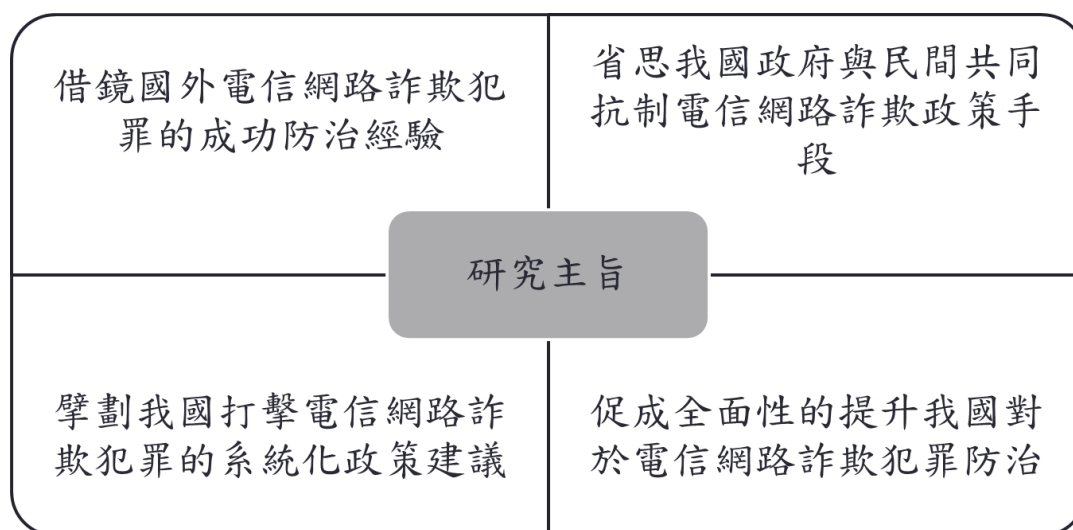 借鏡國外電信網路詐欺犯
罪的成功防治經驗
省思我國政府與民間共同
抗制電信網路詐欺政策手
段
研究主旨
擘劃我國打擊電信網路詐
欺犯罪的系統化政策建議
促成全面性的提升我國對
於電信網路詐欺犯罪防治